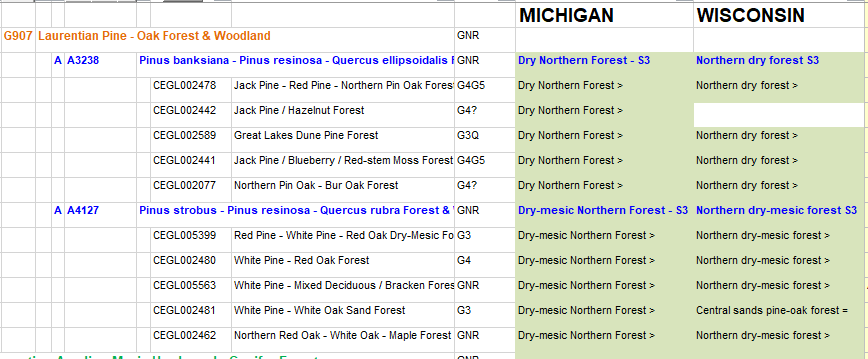 MICHIGAN WISCONSIN
G907 Laurentian Pine - Oak Forest & Woodland GNR
A A3238 Pinus banksiana - Pinus resinosa - Quercus ellipsoidalis GNR Dry Northern Forest - S3 Northern dry forest S3
CEGL002478 Jack Pine - Red Pine - Northern Pin Oak Forest G4G5 Dry Northern Forest > Northern dry forest >
CEGL002442 Jack Pine / Hazelnut Forest G4? Dry Northern Forest >
CEGL002589 Great Lakes Dune Pine Forest G3Q Dry Northern Forest > Northern dry forest >
CEGL002441 Jack Pine / Blueberry / Red-stem Moss Forest G4G5 Dry Northern Forest > Northern dry forest >
CEGL002077 Northern Pin Oak - Bur Oak Forest G4? Dry Northern Forest > Northern dry forest >
A A4127 Pinus strobus - Pinus resinosa - Quercus rubra Forest & GNR Dry-mesic Northern Forest - S3 Northern dry-mesic forest S3
CEGL005399 Red Pine - White Pine - Red Oak Dry-Mesic Fo G3 Dry-mesic Northern Forest > Northern dry-mesic forest >
CEGL002480 White Pine - Red Oak Forest G4 Dry-mesic Northern Forest > Northern dry-mesic forest >
CEGL005563 White Pine - Mixed Deciduous / Bracken Fores GNR Dry-mesic Northern Forest > Northern dry-mesic forest >
CEGL002481 White Pine - White Oak Sand Forest G3 Dry-mesic Northern Forest > Central sands pine-oak forest =
CEGL002462 Northern Red Oak - White Oak - Maple Forest GNR Dry-mesic Northern Forest > Northern dry-mesic forest >